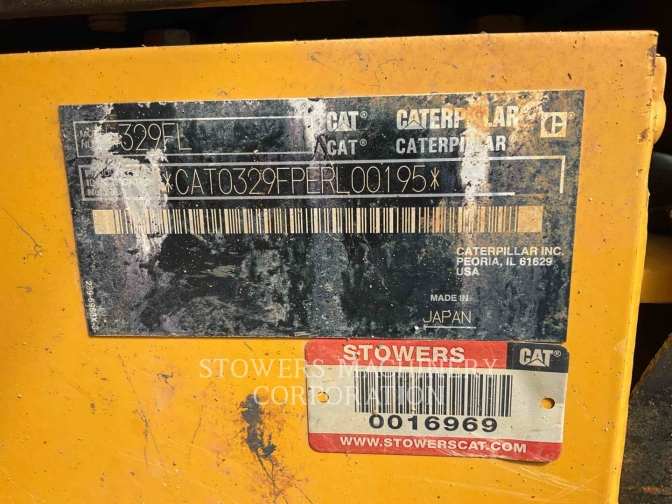 329FL
CAT® CATERPILLAR
CAT® CATERPILLAR®
*CAT0329FPERL00195*
CATERPILLAR INC.
PEORIA, IL 61629
USA
MADE IN
JAPAN
STOWERS CAT®
STOWERS MACHINERY
CORPORATION
0016969
WWW.STOWERSCAT.COM